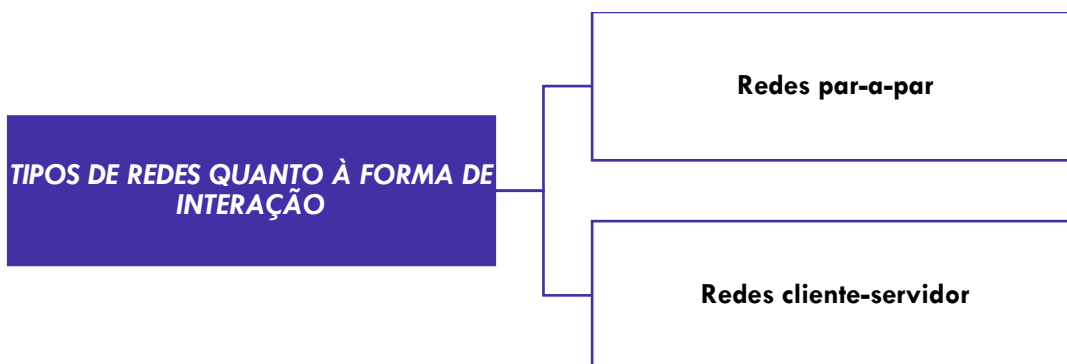 TIPOS DE REDES QUANTO À FORMA DE
INTERAÇÃO
Redes par-a-par
Redes cliente-servidor